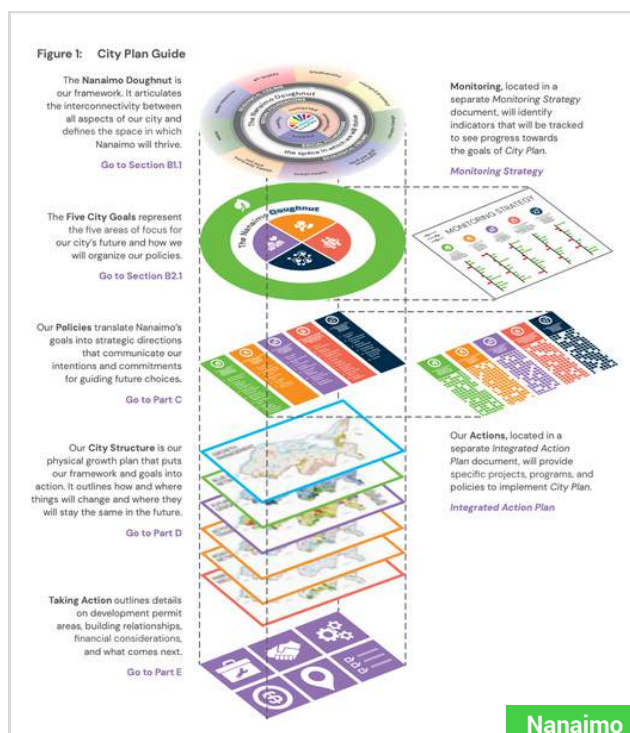 Figure 1: City Plan Guide
The Nanaimo Doughnut is
our framework. It articulates
the interconnectivity between
all aspects of our city and
defines the space in which
Nanaimo will thrive.
Go to Section B1.1
The Nanaimo Doughnut
the space in which we will thrive
Monitoring, located in a
separate Monitoring Strategy
document, will identify
indicators that will be tracked
to see progress towards
the goals of City Plan.
Monitoring Strategy
The Five City Goals represent
the five areas of focus for
our city's future and how we
will organize our policies.
Go to Section B2.1
The Nanaimo Doughnut
MONITORING STRATEGY
Our Policies translate Nanaimo's
goals into strategic directions
that communicate our
intentions and commitments
for guiding future choices.
Go to Part C
Our City Structure is our
physical growth plan that puts
our framework and goals into
action. It outlines how and where
things will change and where they
will stay the same in the future.
Go to Part D
Our Actions, located in a
separate Integrated Action
Plan document, will provide
specific projects, programs, and
policies to implement City Plan.
Integrated Action Plan
Taking Action outlines details
on development permit
areas, building relationships,
financial considerations,
and what comes next.
Go to Part E
Nanaimo